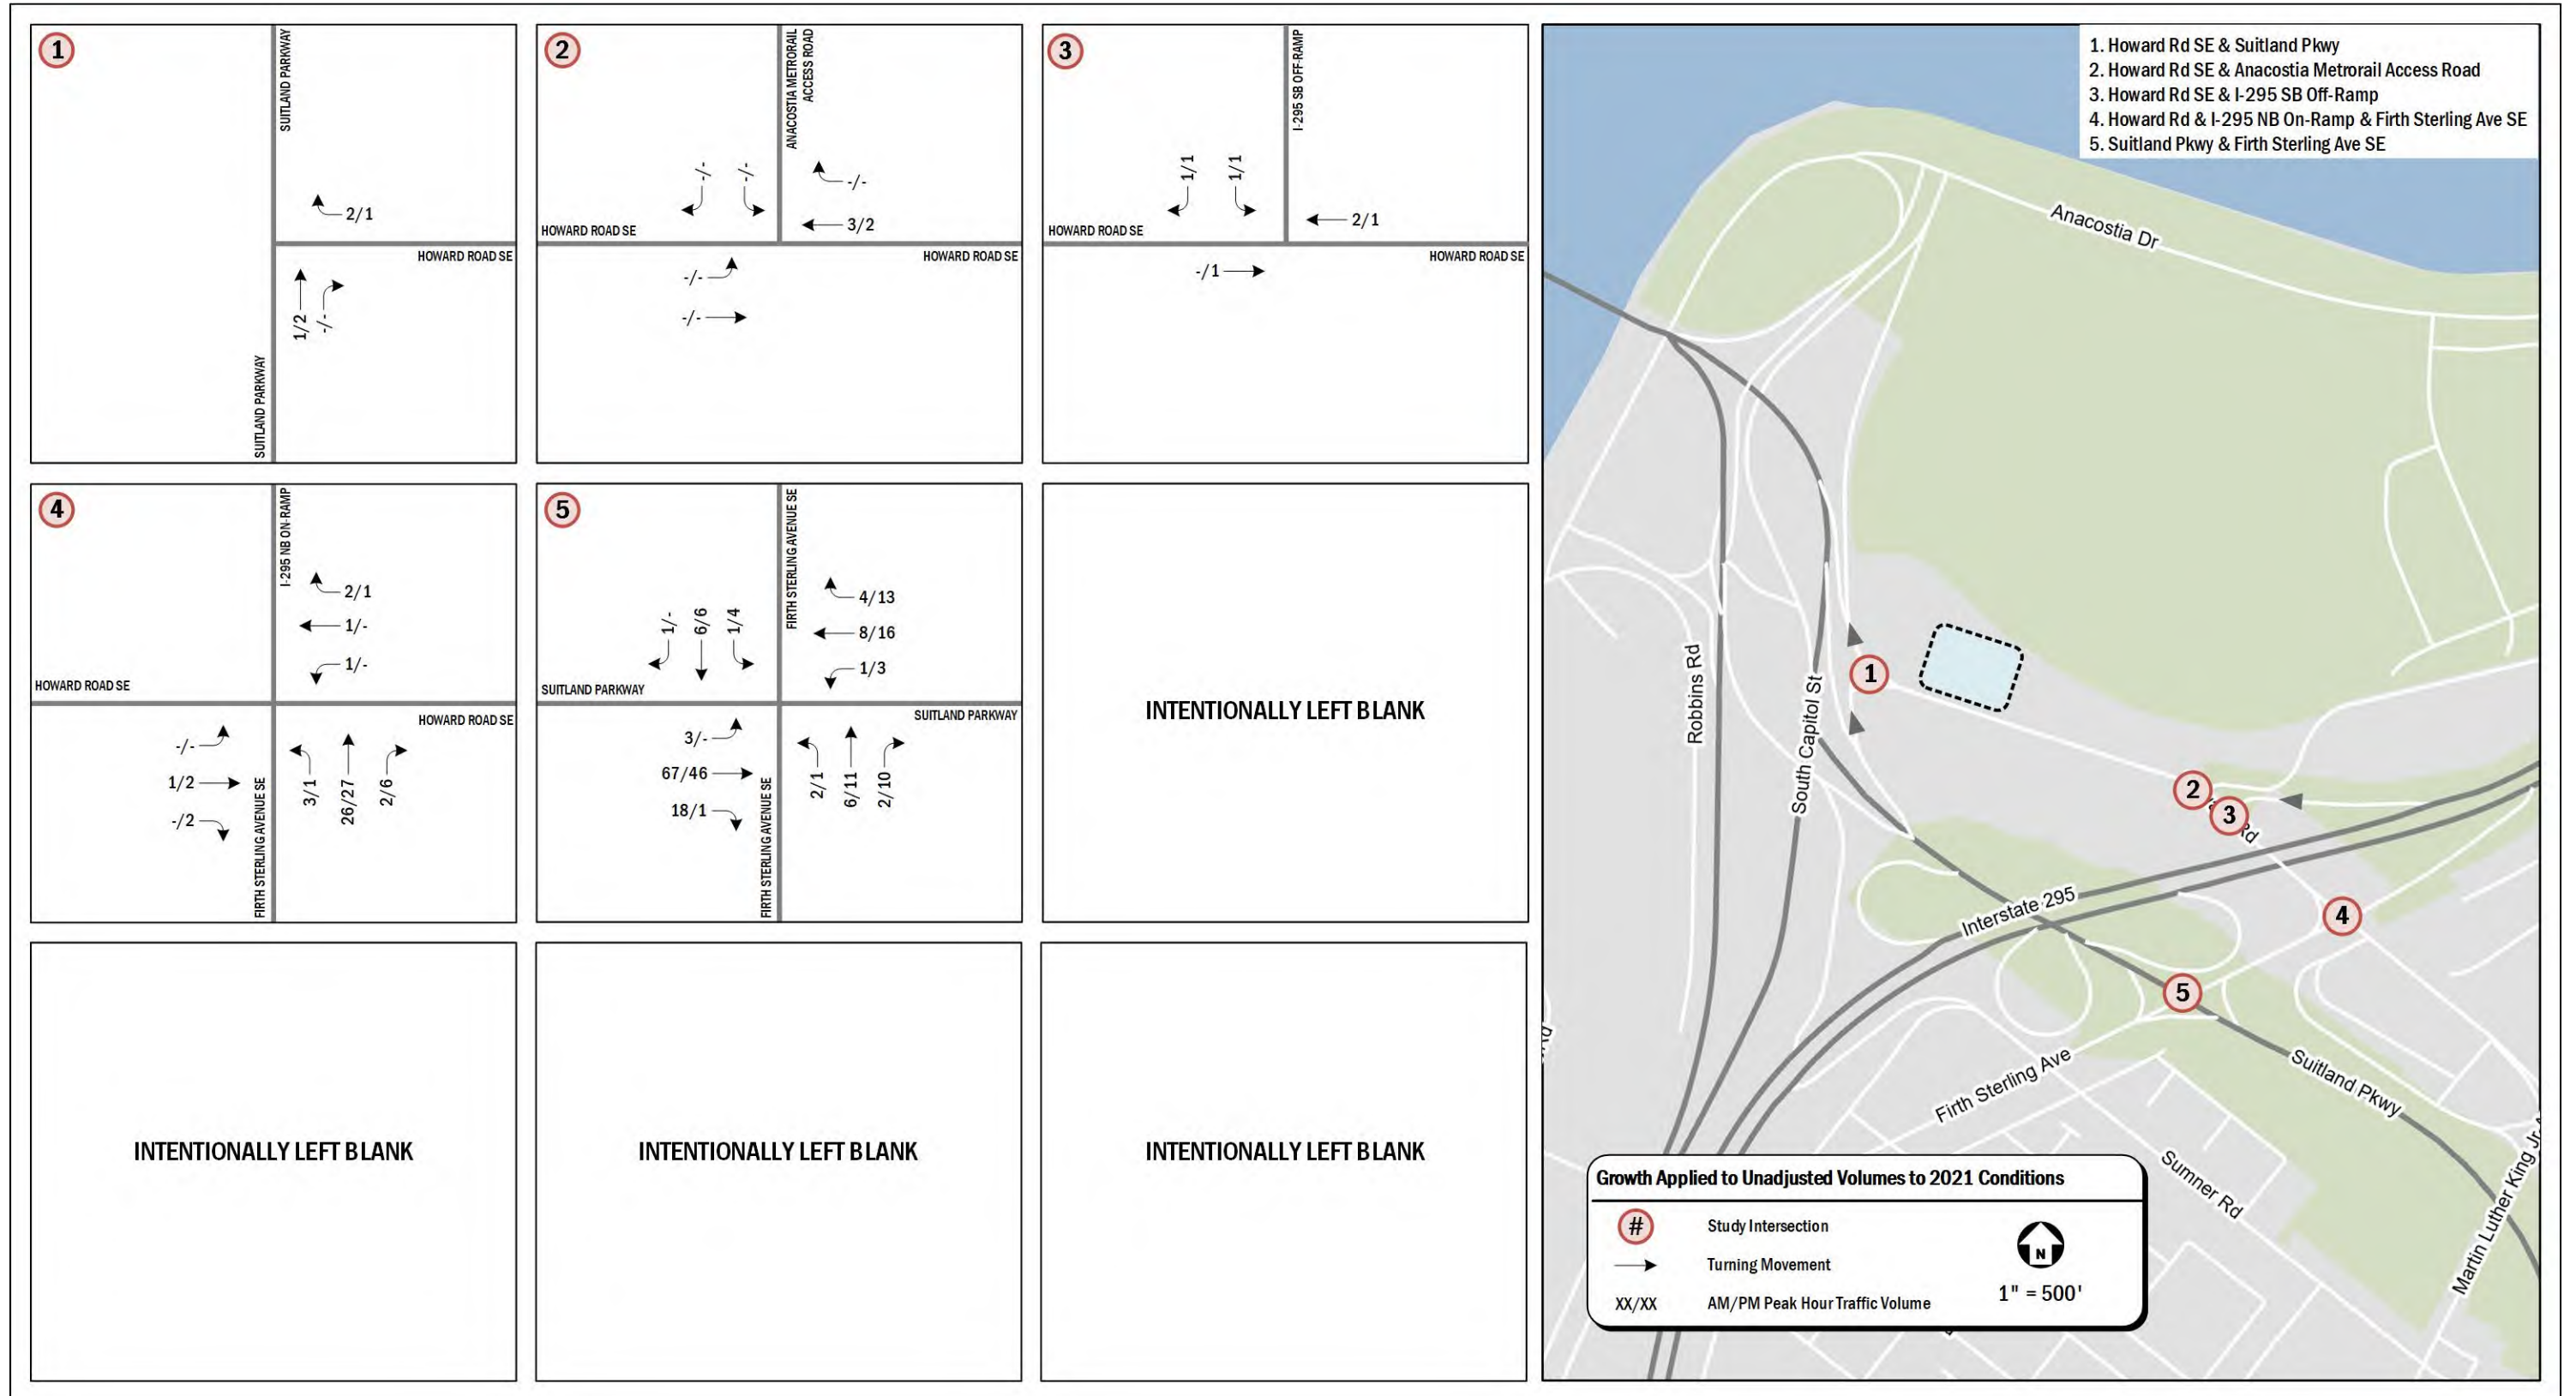 1
SUITLAND PARKWAY
2/1
HOWARD ROAD SE
1/2
-/-
SUITLAND PARKWAY
2
ANACOSTIA METRORAIL
ACCESS ROAD
-/-
-/-
-/-
3/2
HOWARD ROAD SE
HOWARD ROAD SE
-/-
-/-
3
I-295 SB OFF-RAMP
1/1
1/1
2/1
HOWARD ROAD SE
HOWARD ROAD SE
-/1
4
I-295 NB ON-RAMP
2/1
1/-
1/-
HOWARD ROAD SE
HOWARD ROAD SE
-/-
1/2
-/2
3/1
26/27
2/6
FIRTH STERLING AVENUE SE
5
FIRTH STERLING AVENUE SE
1/-
6/6
1/4
4/13
8/16
1/3
SUITLAND PARKWAY
SUITLAND PARKWAY
3/-
67/46
18/1
2/1
6/11
2/10
FIRTH STERLING AVENUE SE
INTENTIONALLY LEFT BLANK
INTENTIONALLY LEFT BLANK
INTENTIONALLY LEFT BLANK
INTENTIONALLY LEFT BLANK
1. Howard Rd SE & Suitland Pkwy
2. Howard Rd SE & Anacostia Metrorail Access Road
3. Howard Rd SE & I-295 SB Off-Ramp
4. Howard Rd & I-295 NB On-Ramp & Firth Sterling Ave SE
5. Suitland Pkwy & Firth Sterling Ave SE
Anacostia Dr
Robbins Rd
South Capitol St
1
2
3
Rd
4
Interstate 295
5
Firth Sterling Ave
Suitland Pkwy
Sumner Rd
Martin Luther King Jr
Growth Applied to Unadjusted Volumes to 2021 Conditions
# Study Intersection
Turning Movement
XX/XX AM/PM Peak Hour Traffic Volume
N
1" = 500'